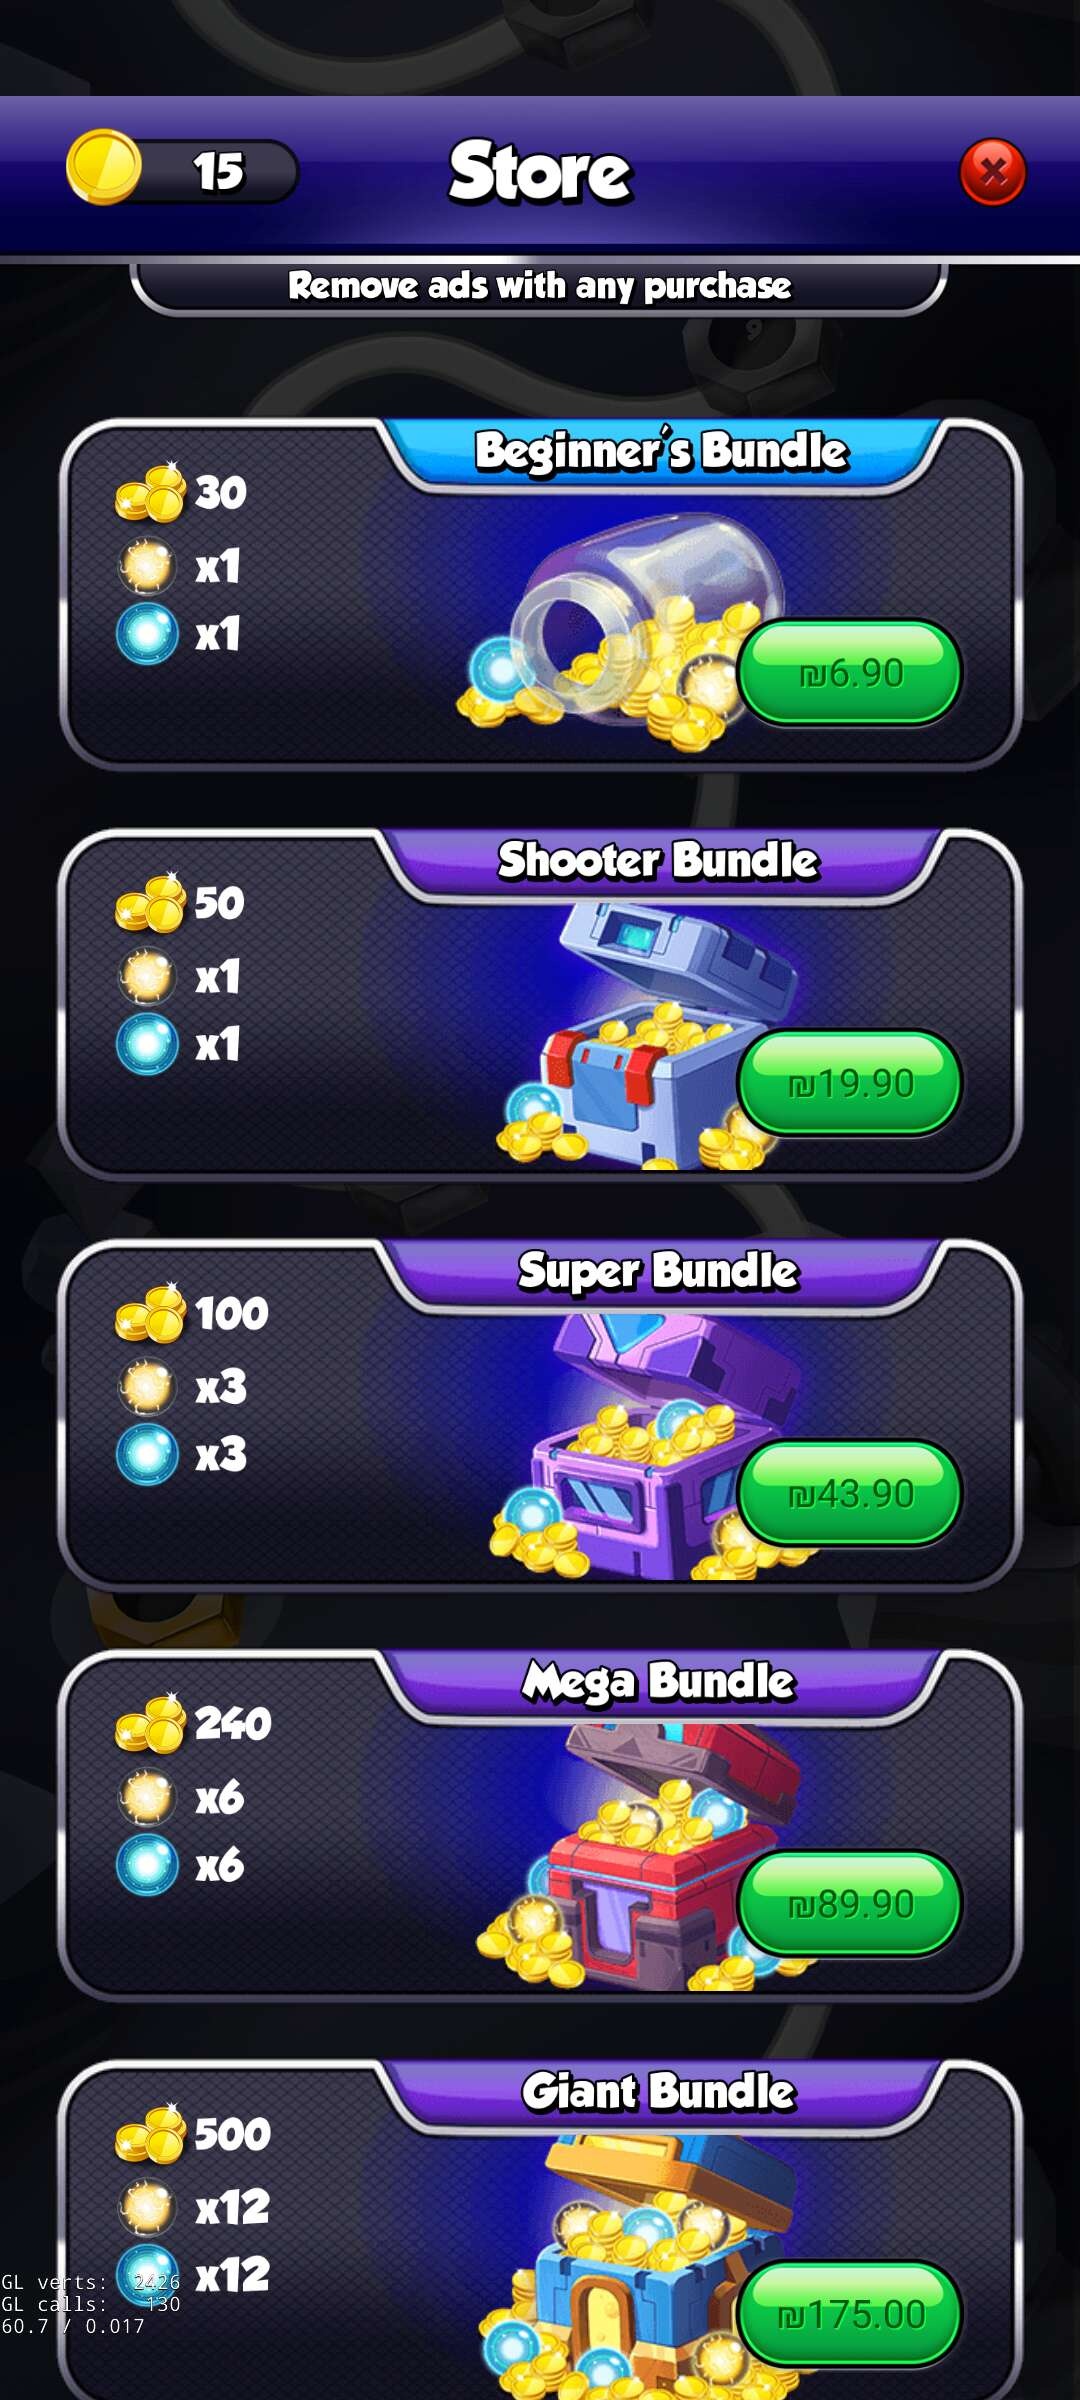 15
Store
Remove ads with any purchase
9
Beginner's Bundle
30
x1
x1
₪6.90
Shooter Bundle
50
x1
x1
₪19.90
Super Bundle
100
x3
x3
₪43.90
Mega Bundle
240
x6
x6
₪89.90
Giant Bundle
500
x12
x12
₪175.00
GL verts: 2426
GL calls: 130
60.7 / 0.017